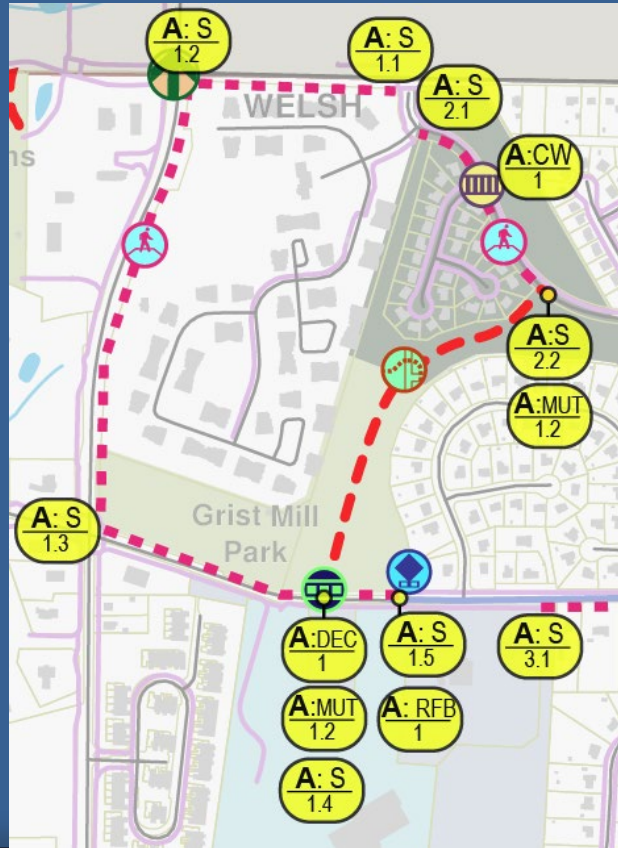 A: S
1.2
A: S
1.1
WELSH
A: S
2.1
A:CW
1
ns
A:S
2.2
A:MUT
1.2
A: S
1.3
Grist Mill
Park
A:DEC
1
A: S
1.5
A: S
3.1
A:MUT
1.2
A: RFB
1
A: S
1.4